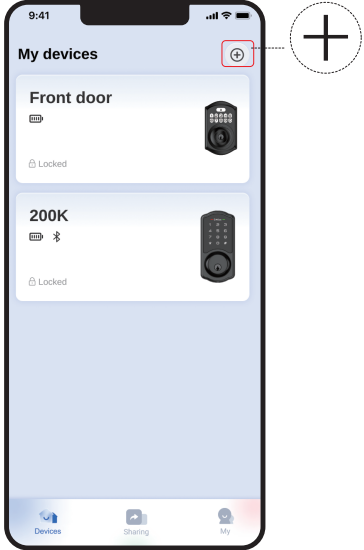 9:41
My devices
Front door
Locked
200K
Locked
Devices
Sharing
My